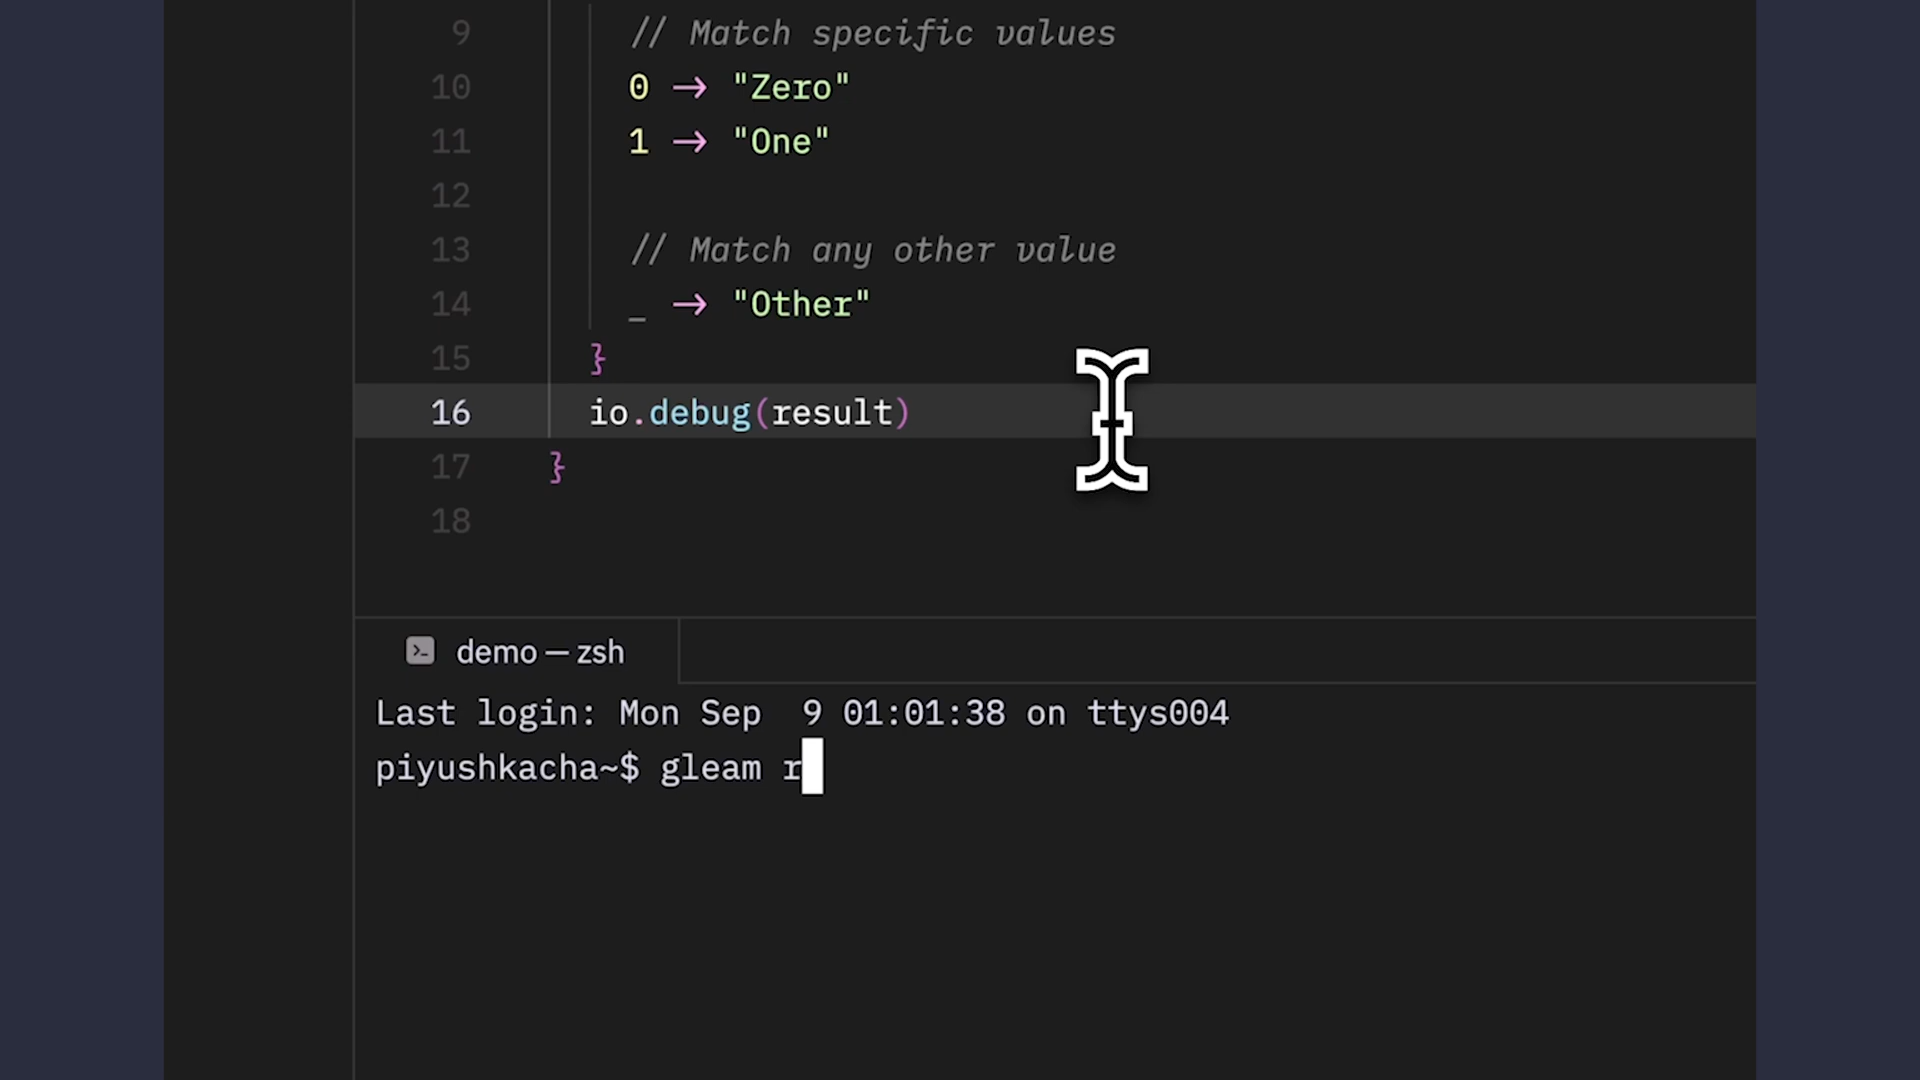 9 // Match specific values
10 0 -> "Zero"
11 1 -> "One"
12
13 // Match any other value
14 _ -> "Other"
15 }
16 io.debug(result)
17 }
18
demo — zsh
Last login: Mon Sep  9 01:01:38 on ttys004
piyushkacha~$ gleam r